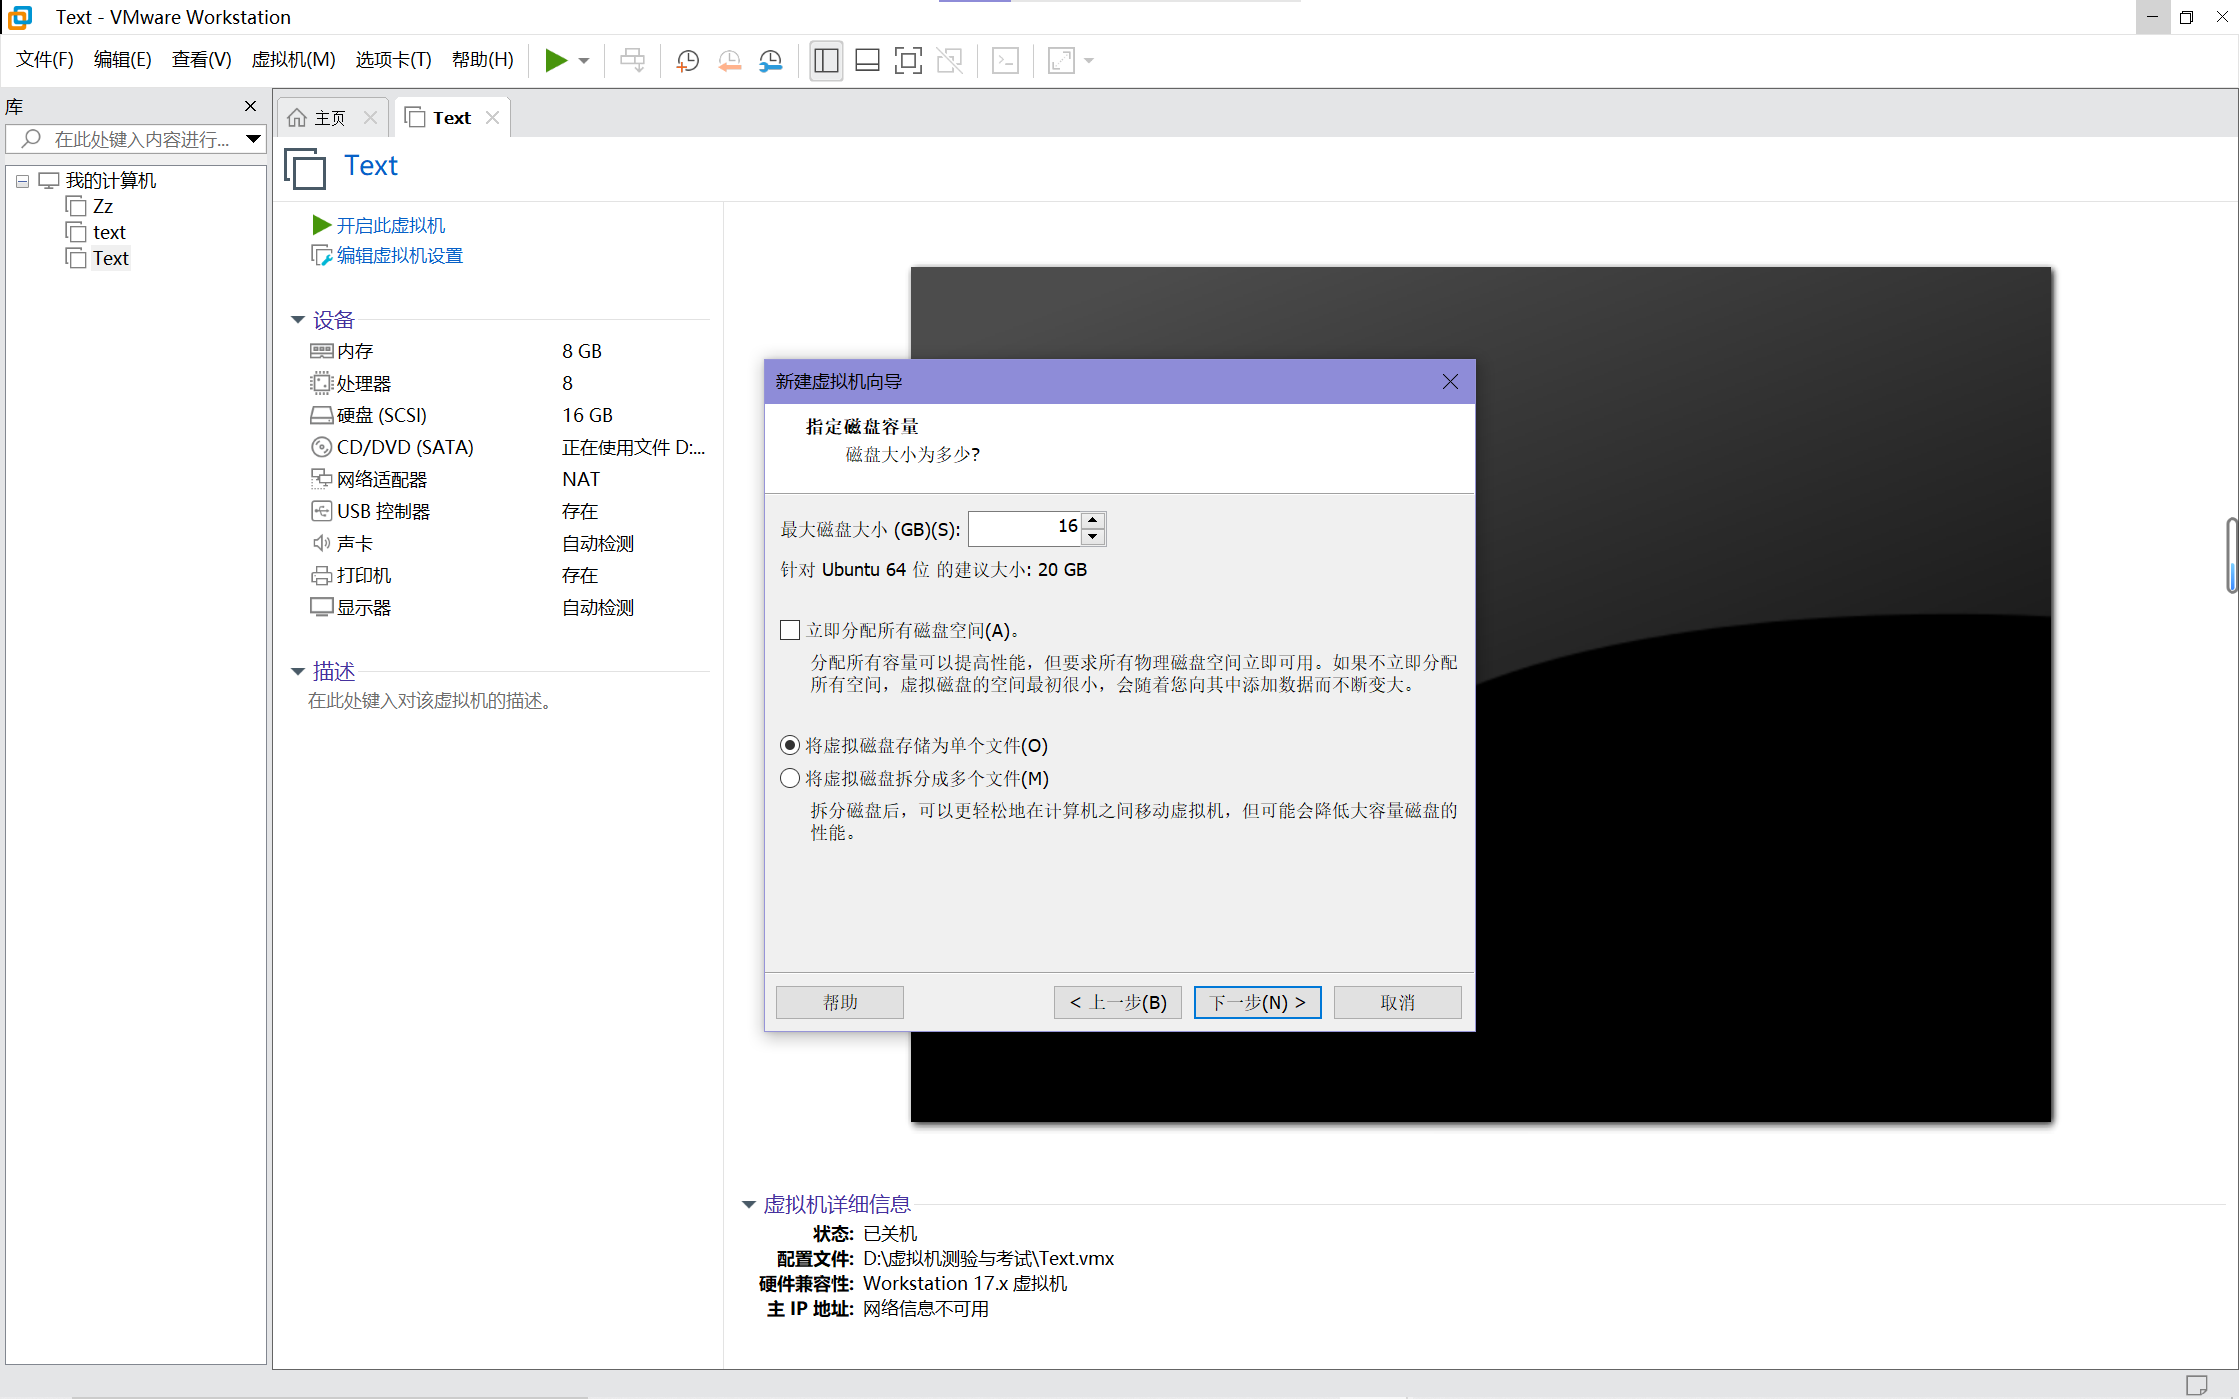 Text - VMware Workstation
文件(F) 编辑(E) 查看(V) 虚拟机(M) 选项卡(T) 帮助(H)
库
在此处键入内容进行...
我的计算机
Zz
text
Text
主页
Text
Text
开启此虚拟机
编辑虚拟机设置
设备
内存 8 GB
处理器 8
硬盘 (SCSI) 16 GB
CD/DVD (SATA) 正在使用文件 D:...
网络适配器 NAT
USB 控制器 存在
声卡 自动检测
打印机 存在
显示器 自动检测
描述
在此处键入对该虚拟机的描述。
新建虚拟机向导
指定磁盘容量
磁盘大小为多少?
最大磁盘大小 (GB)(S): 16
针对 Ubuntu 64 位 的建议大小: 20 GB
立即分配所有磁盘空间(A)。
分配所有容量可以提高性能，但要求所有物理磁盘空间立即可用。如果不立即分配
所有空间，虚拟磁盘的空间最初很小，会随着您向其中添加数据而不断变大。
将虚拟磁盘存储为单个文件(O)
将虚拟磁盘拆分成多个文件(M)
拆分磁盘后，可以更轻松地在计算机之间移动虚拟机，但可能会降低大容量磁盘的
性能。
帮助 < 上一步(B) 下一步(N) > 取消
虚拟机详细信息
状态: 已关机
配置文件: D:\虚拟机测验与考试\Text.vmx
硬件兼容性: Workstation 17.x 虚拟机
主 IP 地址: 网络信息不可用